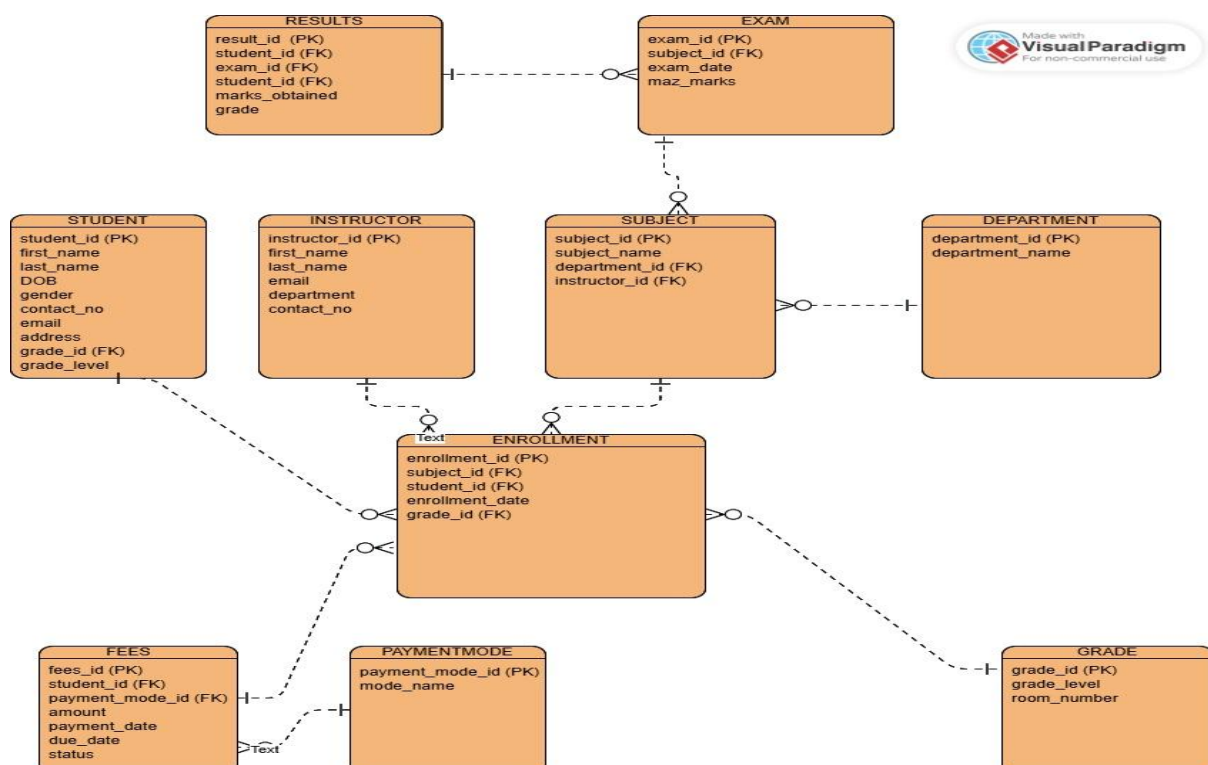 RESULTS
result_id (PK)
student_id (FK)
exam_id (FK)
student_id (FK)
marks_obtained
grade
EXAM
exam_id (PK)
subject_id (FK)
exam_date
maz_marks
Made with
Visual Paradigm
For non-commercial use
STUDENT
student_id (PK)
first_name
last_name
DOB
gender
contact_no
email
address
grade_id (FK)
grade_level
INSTRUCTOR
instructor_id (PK)
first_name
last_name
email
department
contact_no
SUBJECT
subject_id (PK)
subject_name
department_id (FK)
instructor_id (FK)
DEPARTMENT
department_id (PK)
department_name
Text
ENROLLMENT
enrollment_id (PK)
subject_id (FK)
student_id (FK)
enrollment_date
grade_id (FK)
FEES
fees_id (PK)
student_id (FK)
payment_mode_id (FK)
amount
payment_date
due_date
status
Text
PAYMENTMODE
payment_mode_id (PK)
mode_name
GRADE
grade_id (PK)
grade_level
room_number